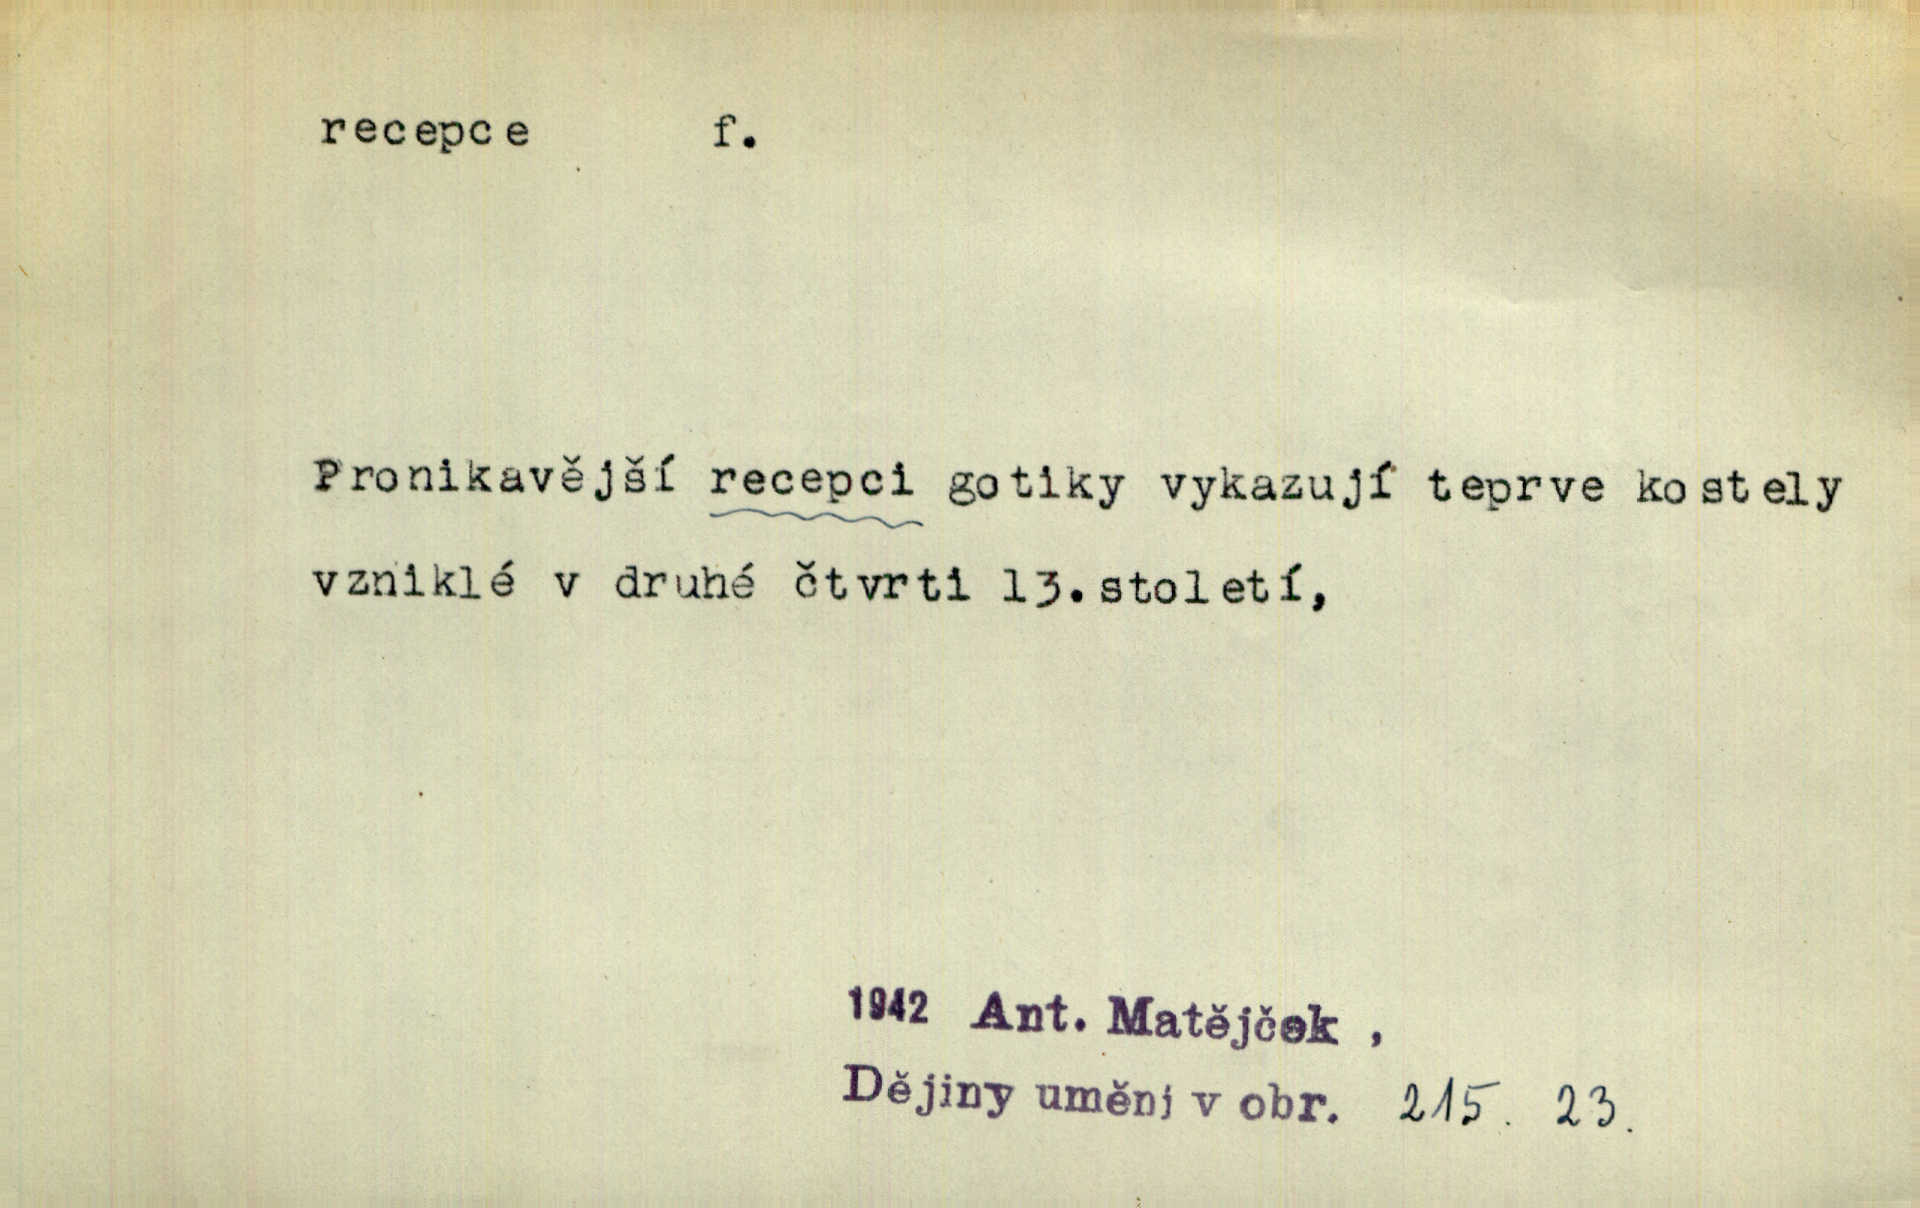 recepce f.
Pronikavější recepci gotiky vykazují teprve kostely
vzniklé v druhé čtvrti 13.století,
1942 Ant. Matějček ,
Dějiny umění v obr. 215. 23.